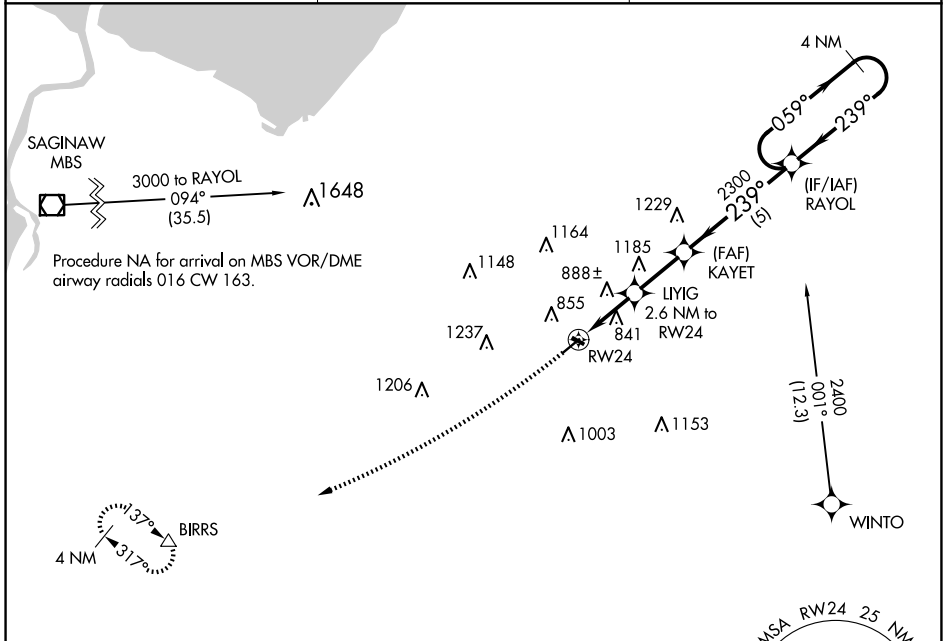 4 NM
059°
239°
SAGINAW
MBS
3000 to RAYOL
094°
(35.5)
1648
2300
239°
(5)
(IF/IAF)
RAYOL
1229
(FAF)
KAYET
1164
1185
1148
888±
LIYIG
2.6 NM to
RW24
855
841
1237
RW24
Procedure NA for arrival on MBS VOR/DME
airway radials 016 CW 163.
1206
1003
1153
2400
001°
(12.3)
WINTO
137°
BIRRS
317°
4 NM
MSA RW24 25 NM